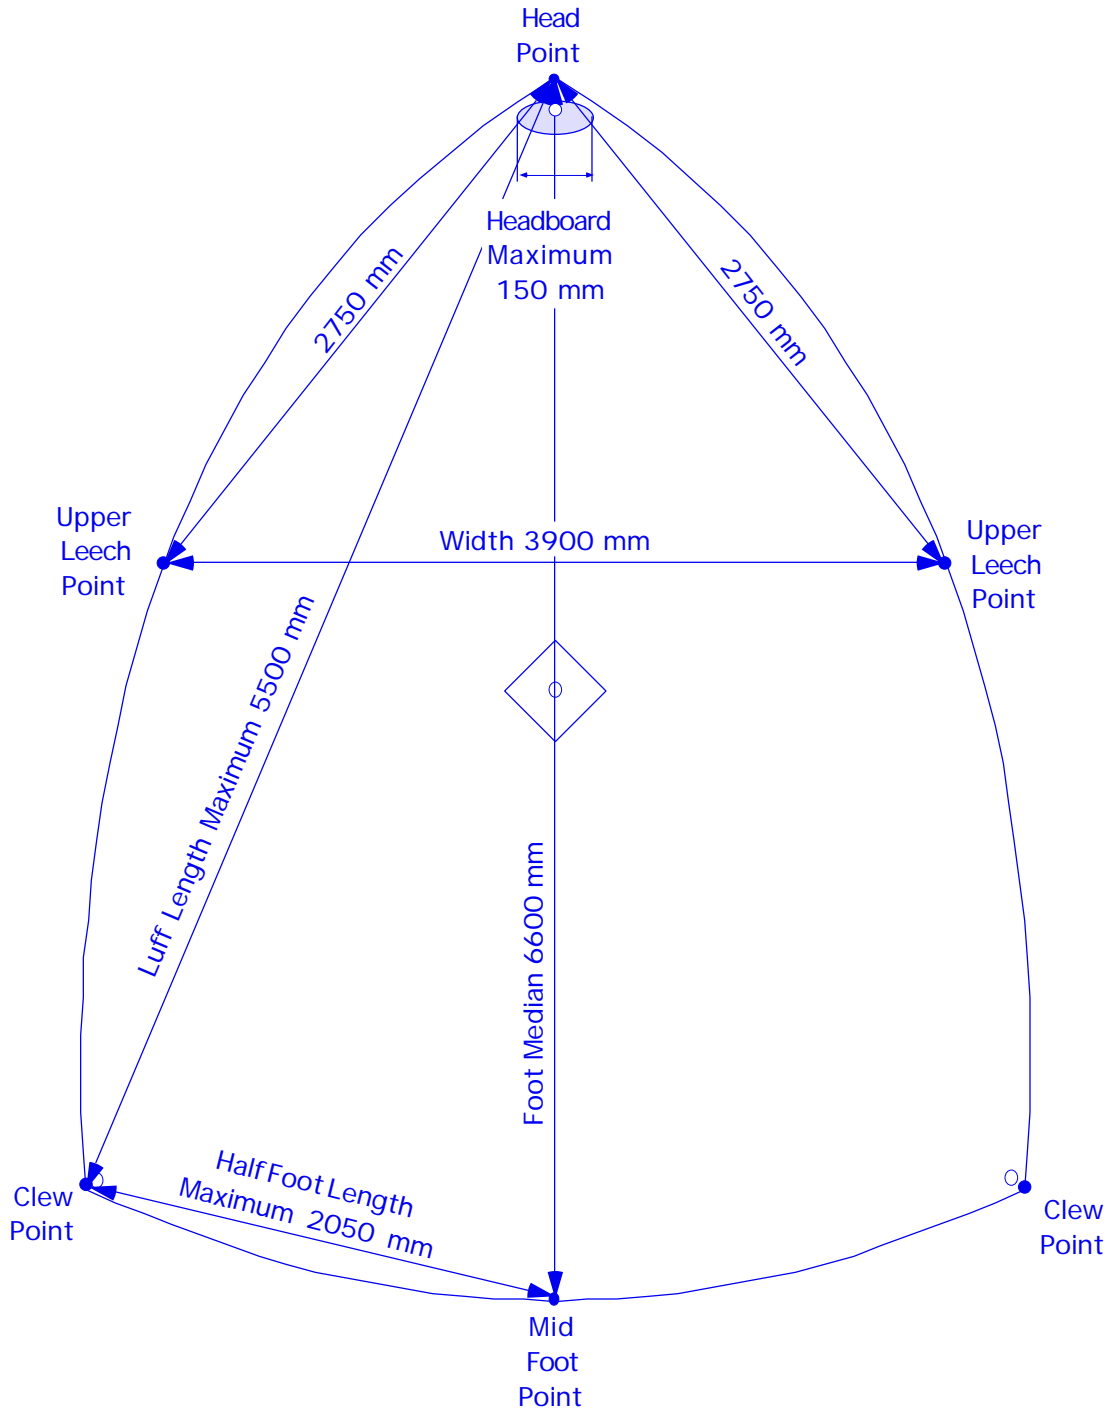 Head
Point
Headboard
Maximum
150 mm
2750 mm
2750 mm
Upper
Leech
Point
Width 3900 mm
Upper
Leech
Point
Luff Length Maximum 5500 mm
Foot Median 6600 mm
Half Foot Length
Maximum 2050 mm
Clew
Point
Clew
Point
Mid
Foot
Point